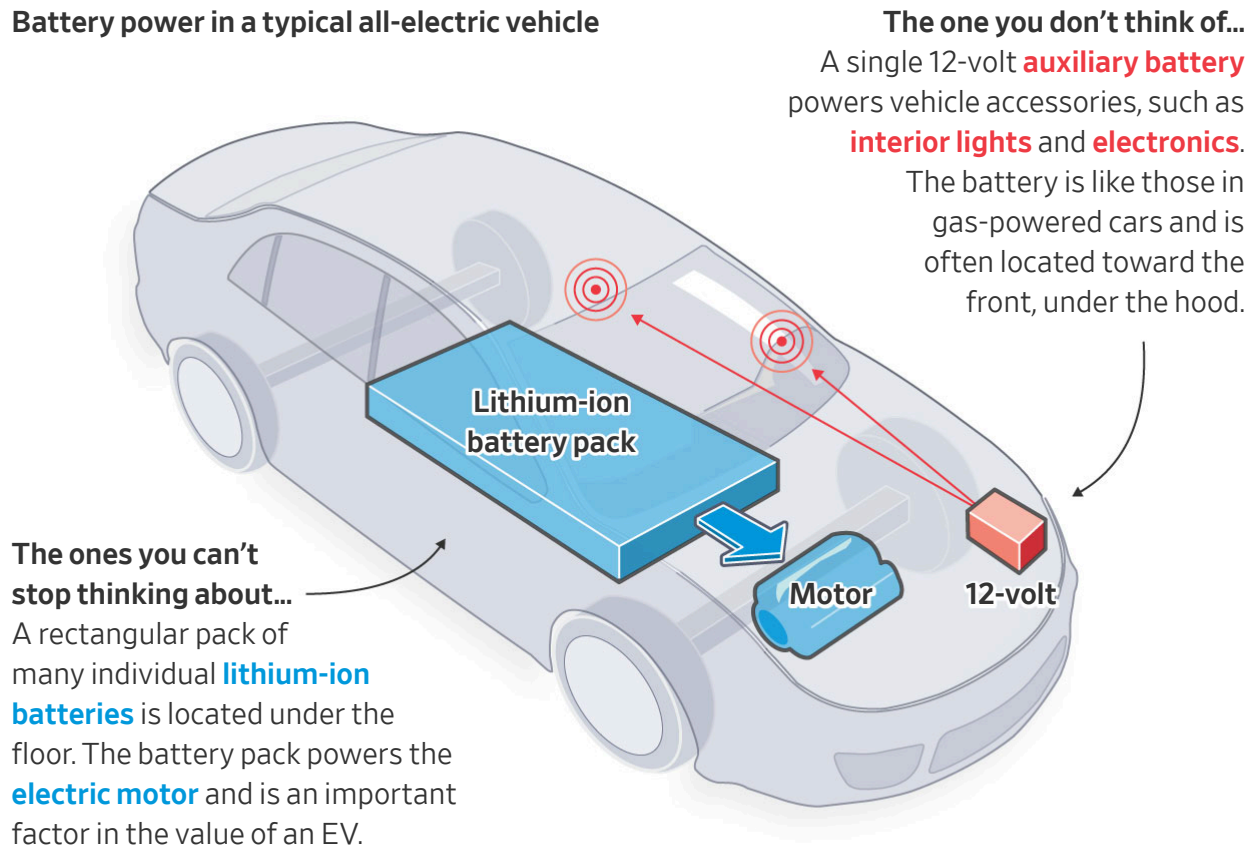 Battery power in a typical all-electric vehicle
The one you don’t think of…
A single 12-volt auxiliary battery
powers vehicle accessories, such as
interior lights and electronics.
The battery is like those in
gas-powered cars and is
often located toward the
front, under the hood.
Lithium-ion
battery pack
Motor
12-volt
The ones you can’t
stop thinking about…
A rectangular pack of
many individual lithium-ion
batteries is located under the
floor. The battery pack powers the
electric motor and is an important
factor in the value of an EV.